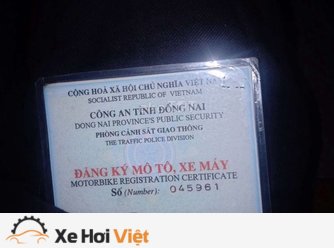 CỘNG HOÀ XÃ HỘI CHỦ NGHĨA VIỆT NAM
SOCIALIST REPUBLIC OF VIETNAM
CÔNG AN TỈNH ĐỒNG NAI
DONG NAI PROVINCE'S PUBLIC SECURITY
PHÒNG CẢNH SÁT GIAO THÔNG
THE TRAFFIC POLICE DIVISION
ĐĂNG KÝ MÔ TÔ, XE MÁY
MOTORBIKE REGISTRATION CERTIFICATE
Số (Number): 045961
Xe Hơi Việt